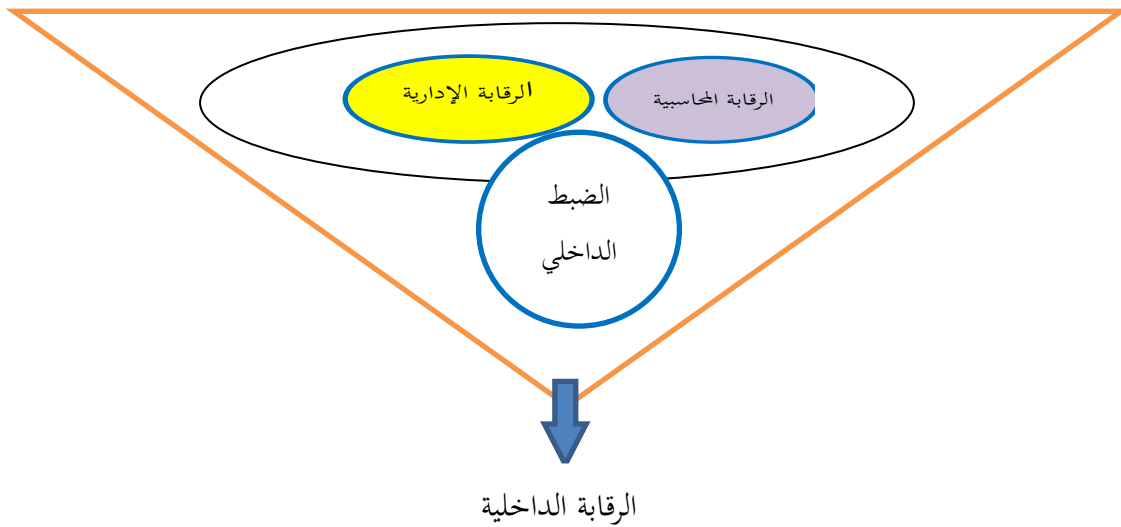 الرقابة المحاسبية
الرقابة الإدارية
الضبط
الداخلي
الرقابة الداخلية